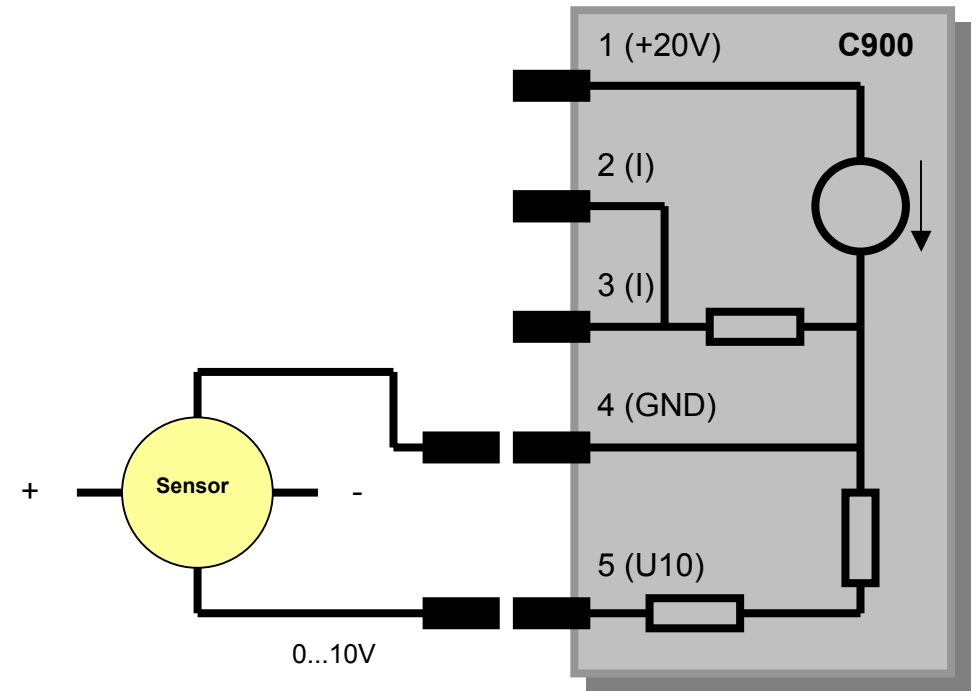 1 (+20V)
C900
2 (I)
3 (I)
4 (GND)
+
Sensor
-
5 (U10)
0...10V